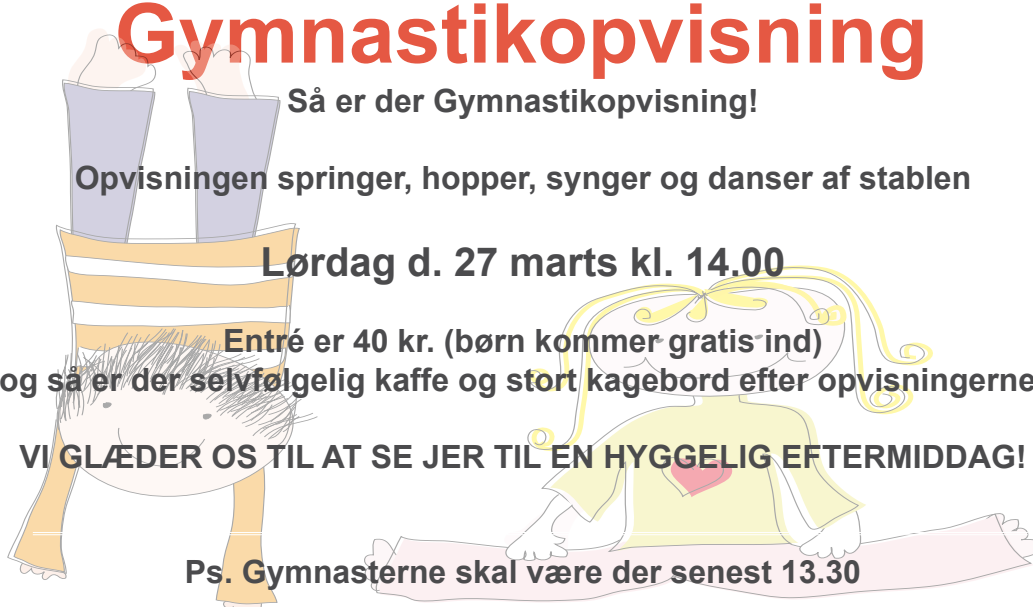 Gymnastikopvisning
Så er der Gymnastikopvisning!
Opvisningen springer, hopper, synger og danser af stablen
Lørdag d. 27 marts kl. 14.00
Entré er 40 kr. (børn kommer gratis ind)
og så er der selvfølgelig kaffe og stort kagebord efter opvisningerne
VI GLÆDER OS TIL AT SE JER TIL EN HYGGELIG EFTERMIDDAG!
Ps. Gymnasterne skal være der senest 13.30